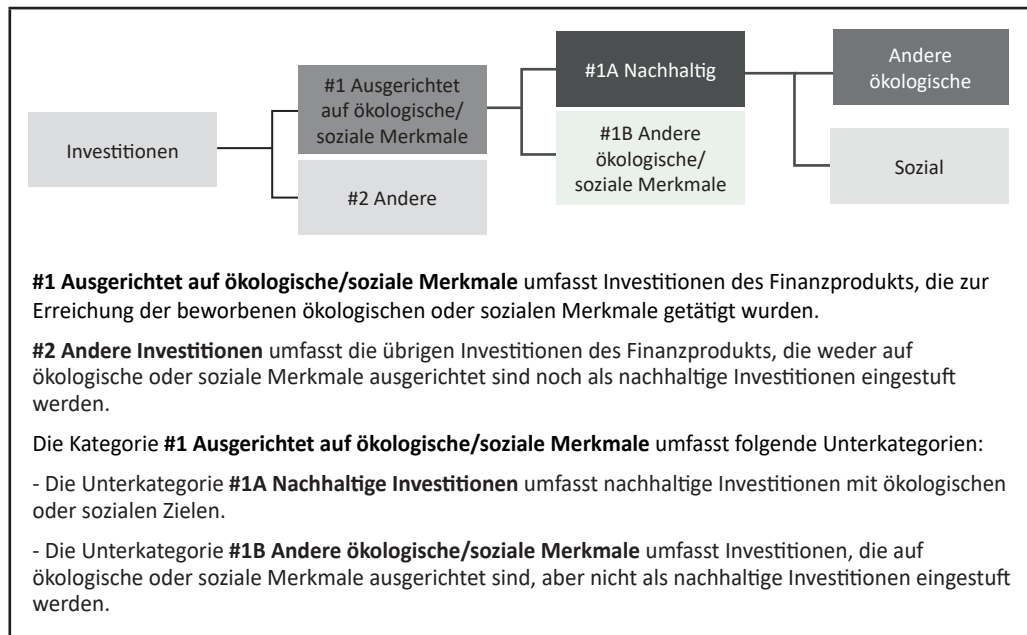 Investitionen
#1 Ausgerichtet
auf ökologische/
soziale Merkmale
#2 Andere
#1A Nachhaltig
#1B Andere
ökologische/
soziale Merkmale
Andere
ökologische
Sozial
#1 Ausgerichtet auf ökologische/soziale Merkmale umfasst Investitionen des Finanzprodukts, die zur
Erreichung der beworbenen ökologischen oder sozialen Merkmale getätigt wurden.
#2 Andere Investitionen umfasst die übrigen Investitionen des Finanzprodukts, die weder auf
ökologische oder soziale Merkmale ausgerichtet sind noch als nachhaltige Investitionen eingestuft
werden.
Die Kategorie #1 Ausgerichtet auf ökologische/soziale Merkmale umfasst folgende Unterkategorien:
- Die Unterkategorie #1A Nachhaltige Investitionen umfasst nachhaltige Investitionen mit ökologischen
oder sozialen Zielen.
- Die Unterkategorie #1B Andere ökologische/soziale Merkmale umfasst Investitionen, die auf
ökologische oder soziale Merkmale ausgerichtet sind, aber nicht als nachhaltige Investitionen eingestuft
werden.